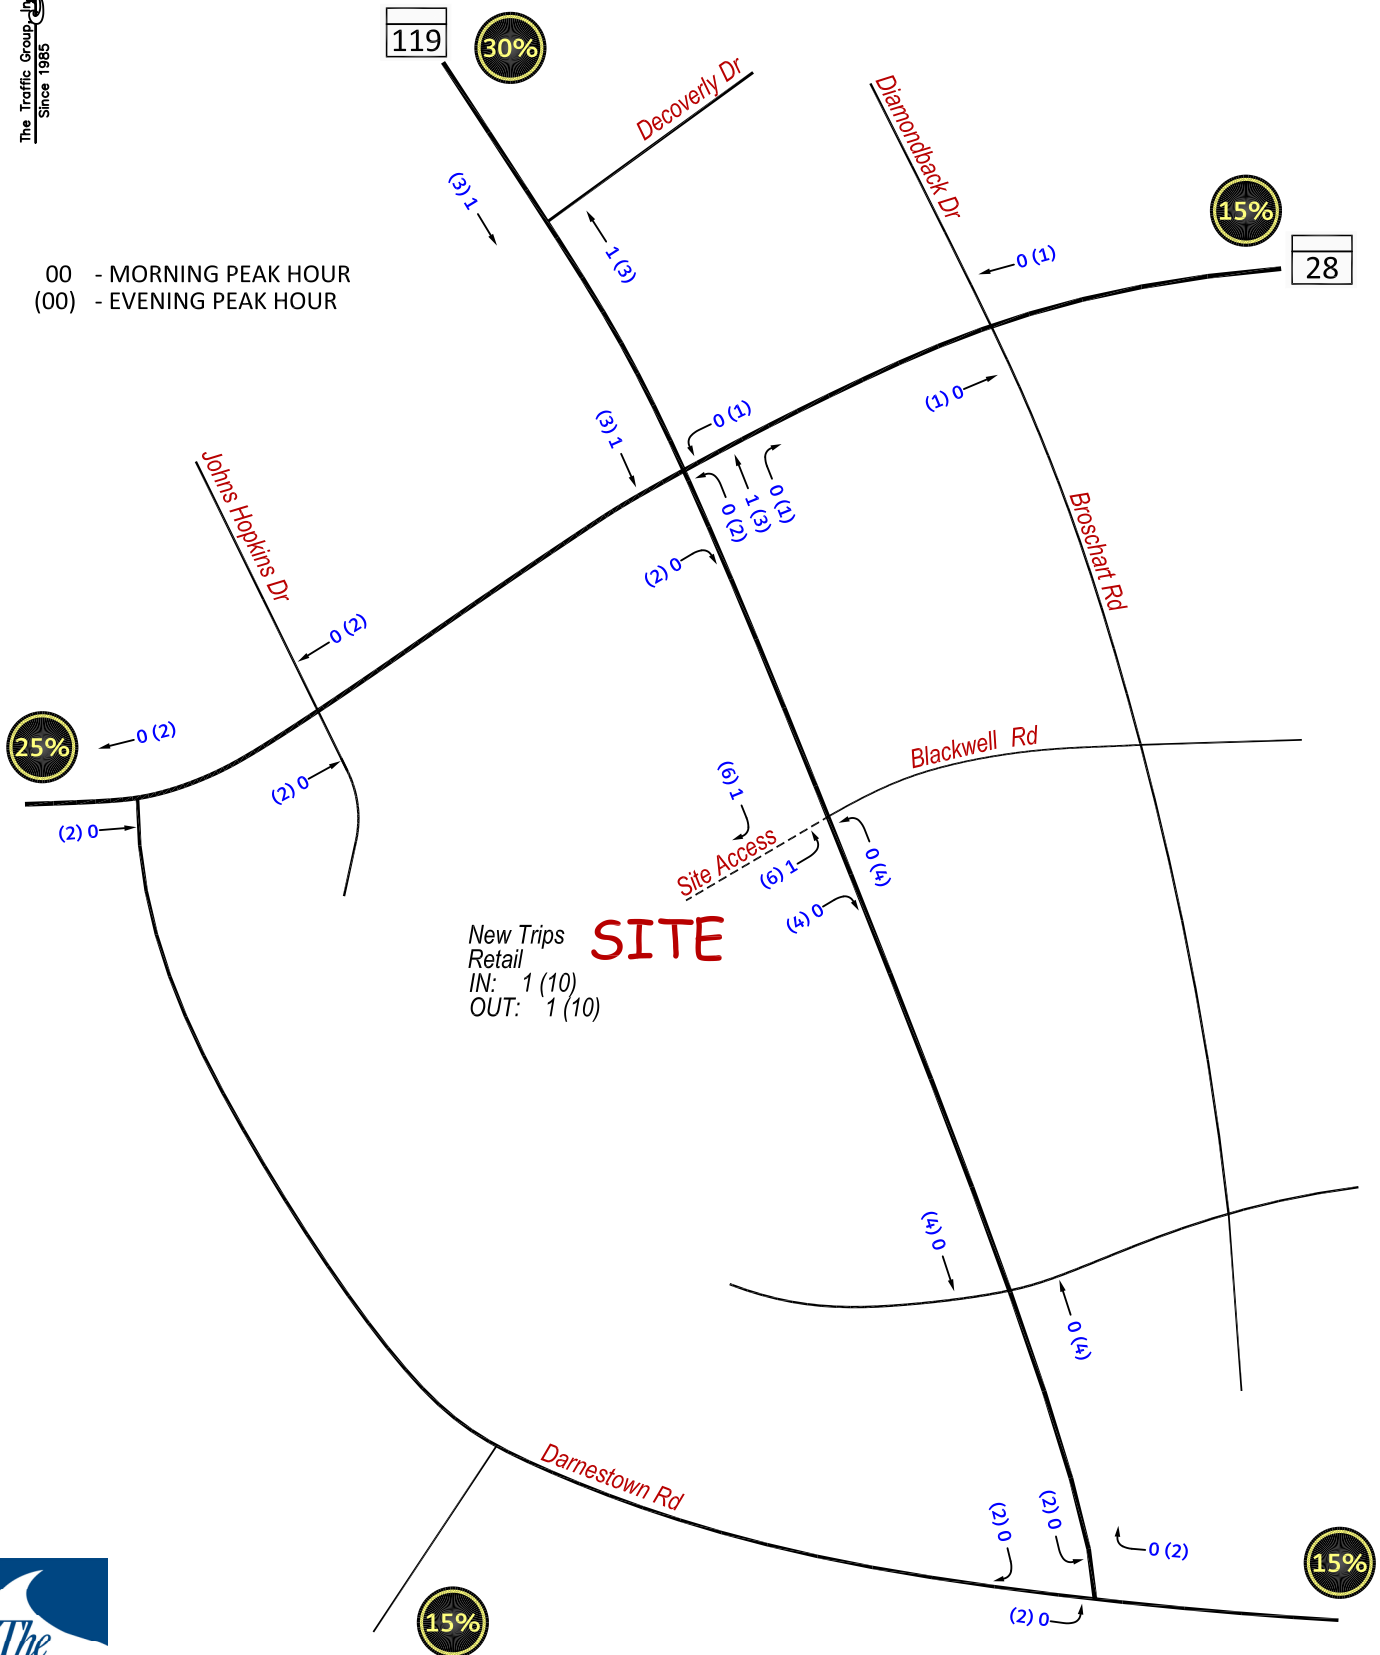 The Traffic Group, In
Since 1985
119
30%
Decoverly Dr
Diamondback Dr
15%
28
(3) 1
1 (3)
0 (1)
00 - MORNING PEAK HOUR
(00) - EVENING PEAK HOUR
(1) 0
(3) 1
0 (1)
0 (2)
1 (3)
0 (1)
(2) 0
Johns Hopkins Dr
Broschart Rd
0 (2)
25%
0 (2)
(2) 0
(2) 0
Blackwell Rd
(6) 1
Site Access
(6) 1
0 (4)
(4) 0
SITE
New Trips
Retail
IN: 1 (10)
OUT: 1 (10)
(4) 0
0 (4)
Darnestown Rd
(2) 0
(2) 0
0 (2)
(2) 0
15%
15%
The